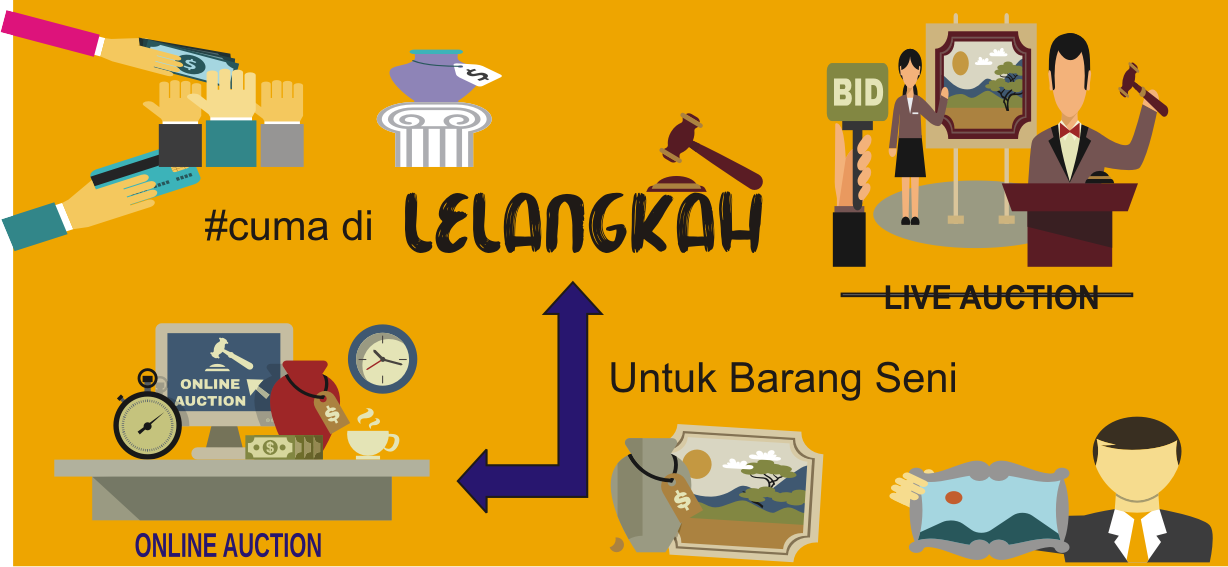 BID
#cuma di LELANGKAH
LIVE AUCTION
Untuk Barang Seni
ONLINE
AUCTION
ONLINE AUCTION
$
$
$
$
$